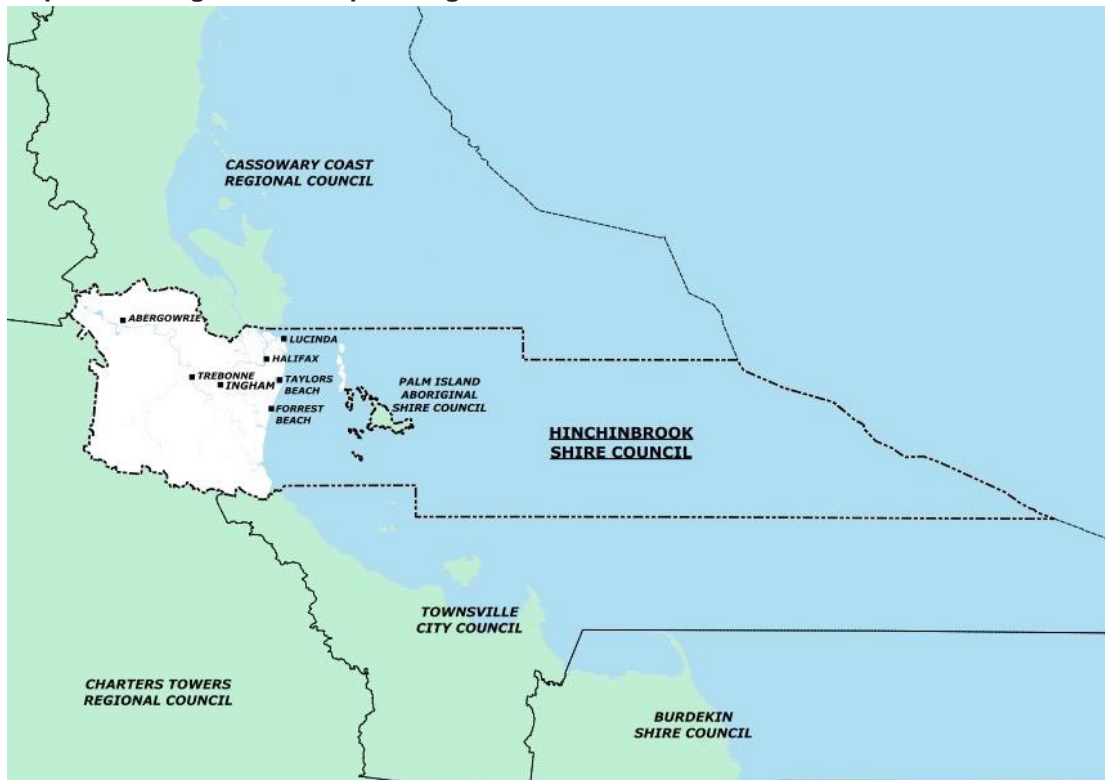 CASSOWARY COAST
REGIONAL COUNCIL
ABERGOWRIE
LUCINDA
HALIFAX
TREBONNE
INGHAM
TAYLORS
BEACH
FORREST
BEACH
PALM ISLAND
ABORIGINAL
SHIRE COUNCIL
HINCHINBROOK
SHIRE COUNCIL
TOWNSVILLE
CITY COUNCIL
CHARTERS TOWERS
REGIONAL COUNCIL
BURDEKIN
SHIRE COUNCIL